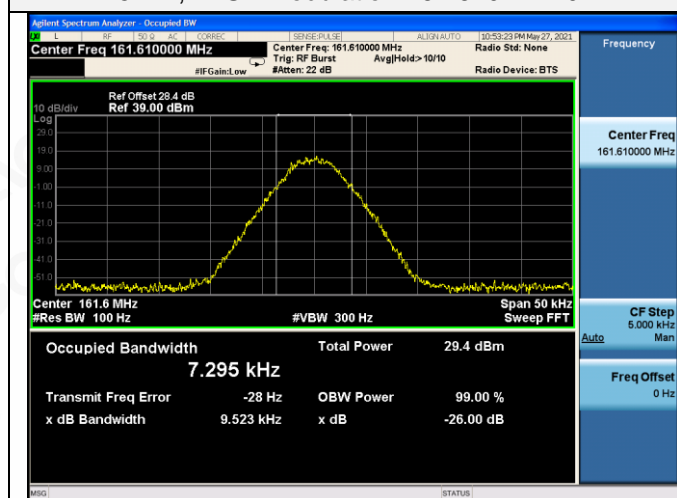 Agilent Spectrum Analyzer - Occupied BW
L RF 50 Ω AC CORREC SENSE:PULSE ALIGN AUTO 10:53:23 PM May 27, 2021
Center Freq 161.610000 MHz
Center Freq: 161.610000 MHz
Radio Std: None
Trig: RF Burst Avg|Hold:> 10/10
#IFGain:Low
#Atten: 22 dB
Radio Device: BTS
Ref Offset 28.4 dB
10 dB/div Ref 39.00 dBm
Log
29.0
19.0
9.00
-1.00
-11.0
-21.0
-31.0
-41.0
-51.0
Center 161.6 MHz Span 50 kHz
#Res BW 100 Hz #VBW 300 Hz Sweep FFT
Occupied Bandwidth Total Power 29.4 dBm
7.295 kHz
Transmit Freq Error -28 Hz OBW Power 99.00 %
x dB Bandwidth 9.523 kHz x dB -26.00 dB
MSG STATUS
Frequency
Center Freq
161.610000 MHz
CF Step
5.000 kHz
Auto Man
Freq Offset
0 Hz